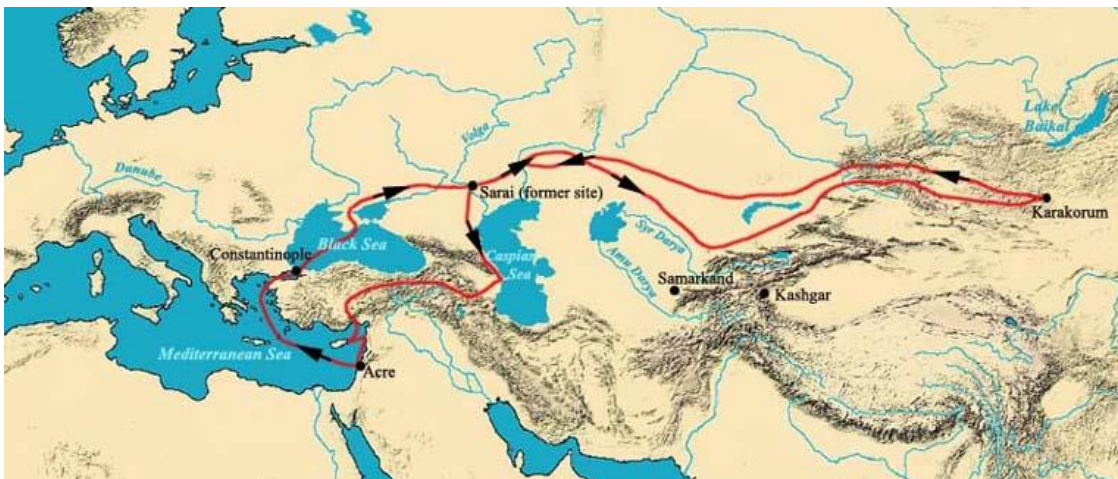 Lake
Baikal
Volga
Danube
Sarai (former site)
Karakorum
Constantinople
Black Sea
Syr Darya
Caspian
Sea
Amu Darya
Samarkand
Kashgar
Mediterranean Sea
Acre